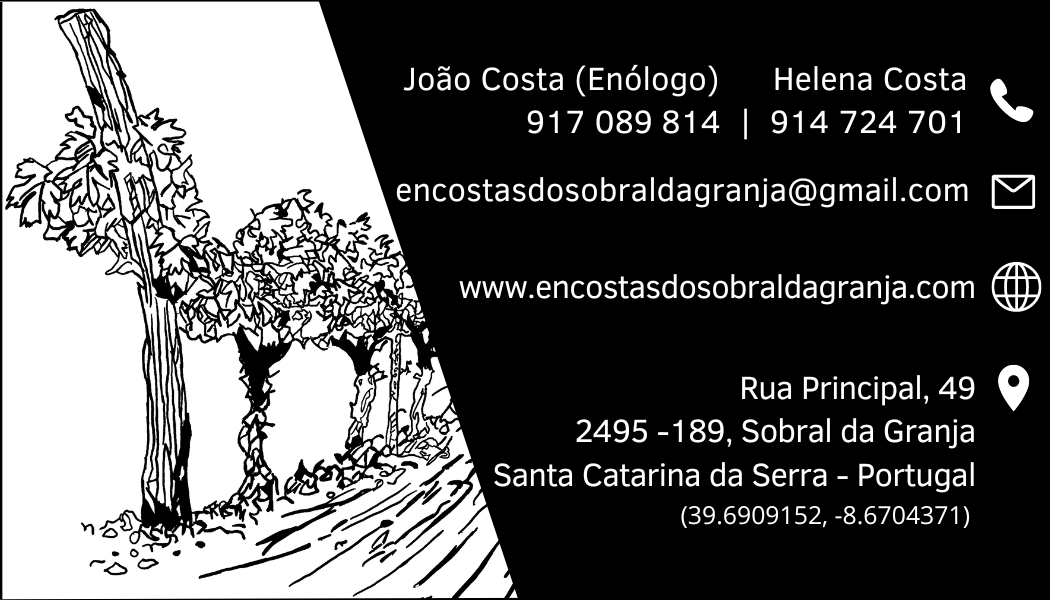 João Costa (Enólogo) Helena Costa
917 089 814 | 914 724 701
encostasdosobraldagranja@gmail.com
www.encostasdosobraldagranja.com
Rua Principal, 49
2495 -189, Sobral da Granja
Santa Catarina da Serra - Portugal
(39.6909152, -8.6704371)